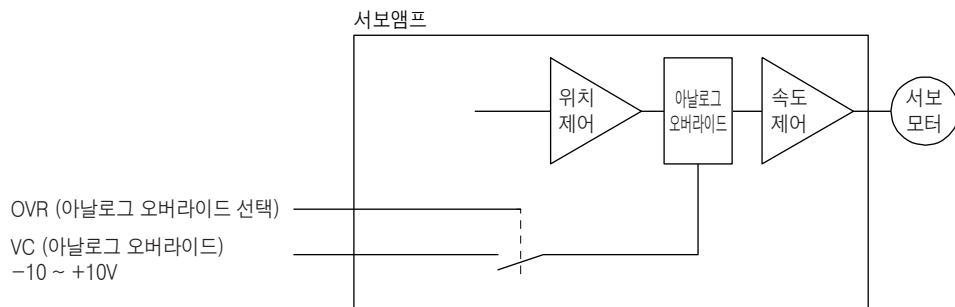 서보앰프
위치
제어
아날로그
오버라이드
속도
제어
서보
모터
OVR (아날로그 오버라이드 선택)
VC (아날로그 오버라이드)
−10 ~ +10V